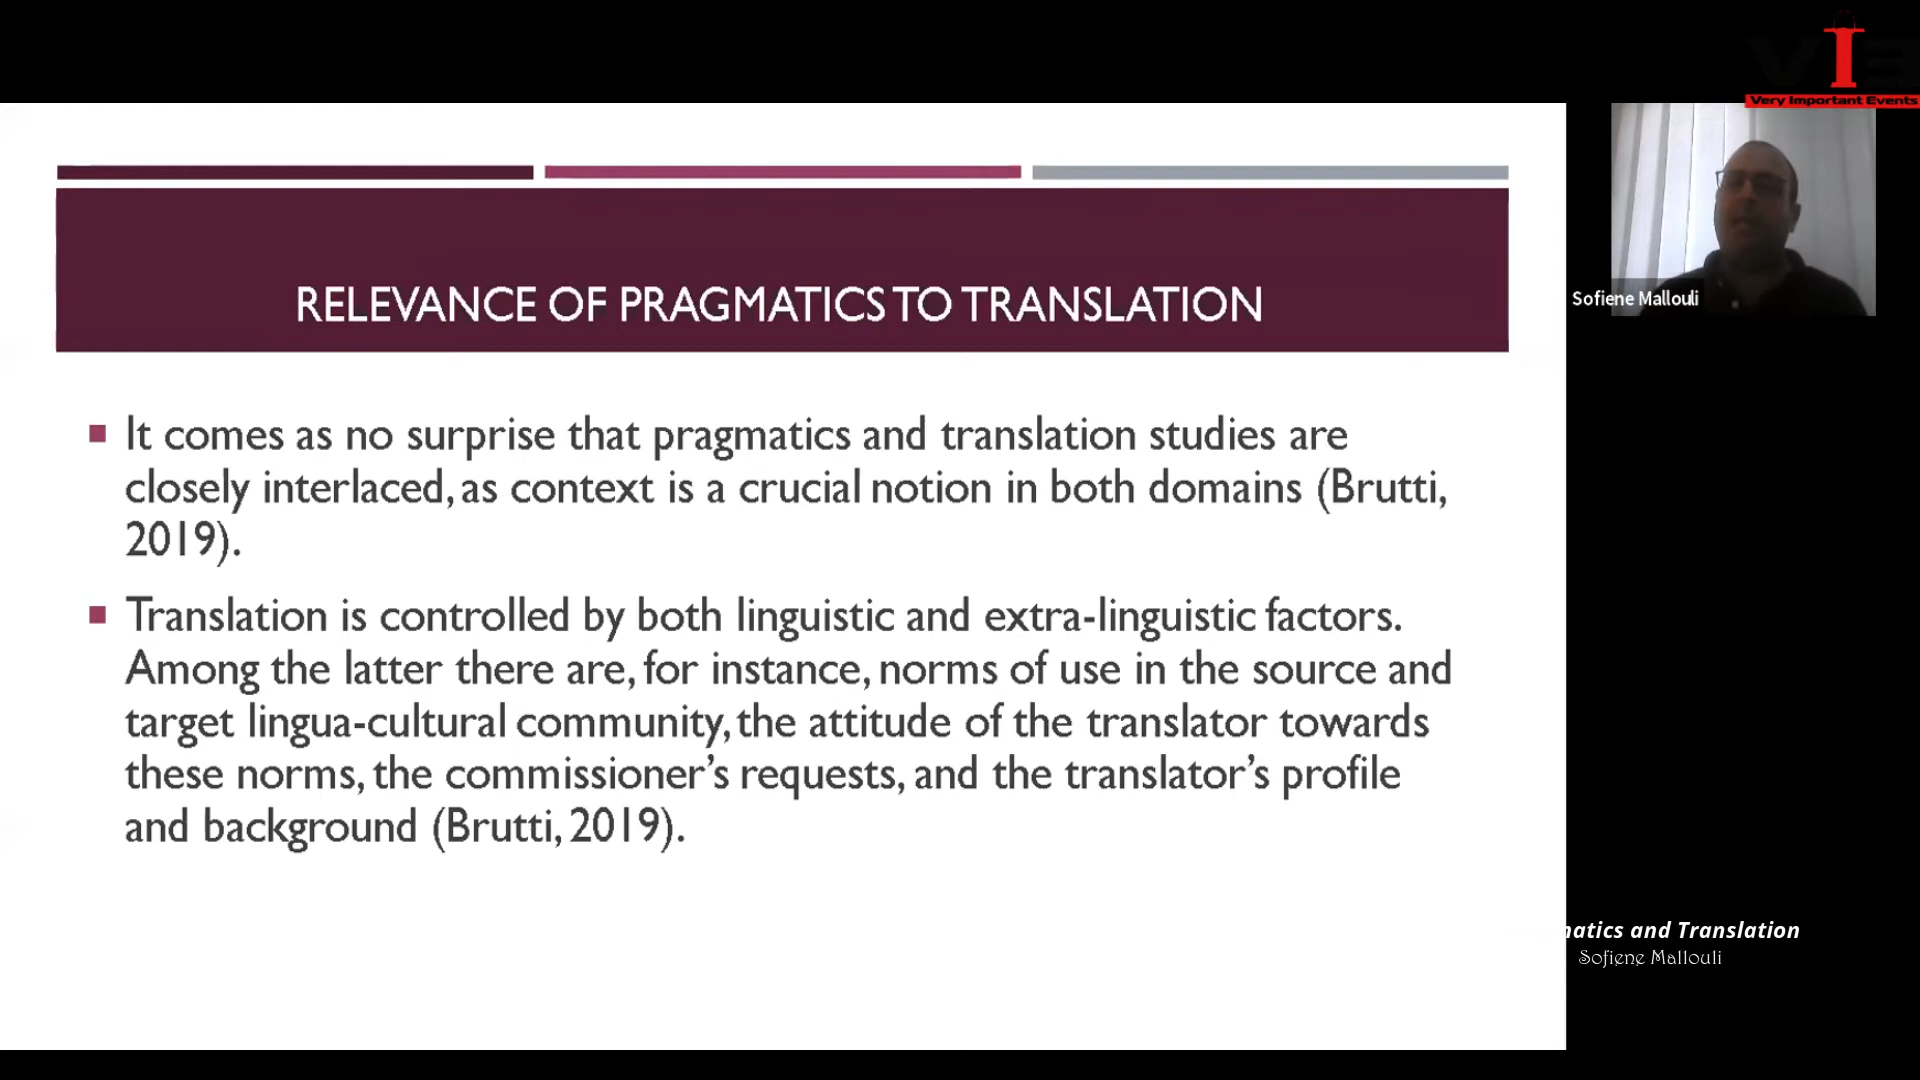 VIE
Very Important Events
RELEVANCE OF PRAGMATICS TO TRANSLATION
Sofiene Mallouli
It comes as no surprise that pragmatics and translation studies are
closely interlaced, as context is a crucial notion in both domains (Brutti,
2019).
Translation is controlled by both linguistic and extra-linguistic factors.
Among the latter there are, for instance, norms of use in the source and
target lingua-cultural community, the attitude of the translator towards
these norms, the commissioner’s requests, and the translator’s profile
and background (Brutti, 2019).
matics and Translation
Sofiene Mallouli